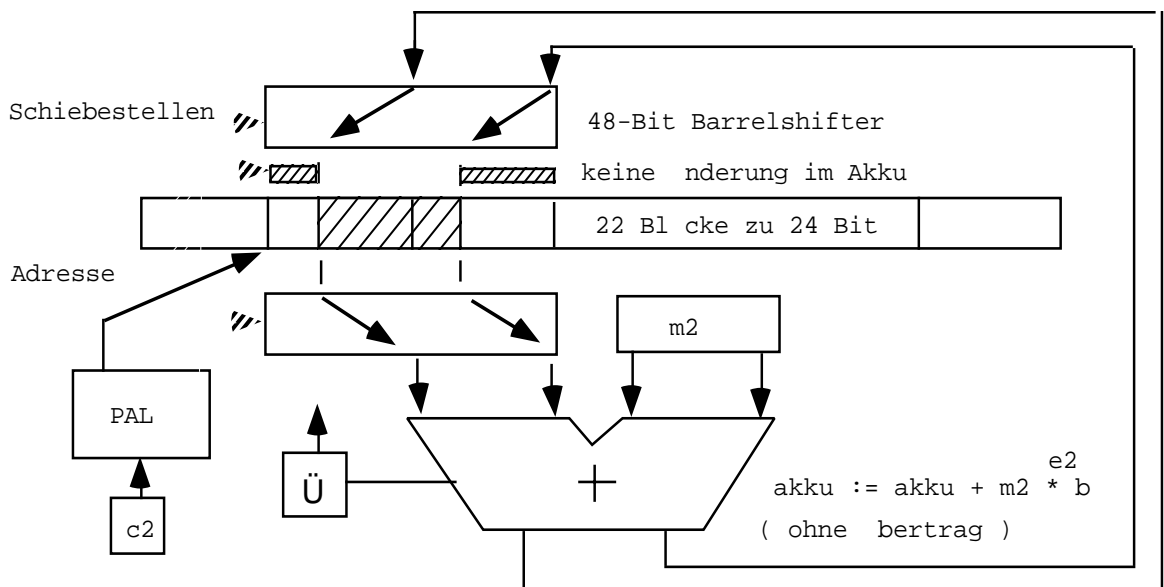 Schiebestellen
48-Bit Barrelshifter
keine nderung im Akku
22 Bl cke zu 24 Bit
Adresse
m2
PAL
Ü
+
e2
akku := akku + m2 * b
( ohne bertrag )
c2